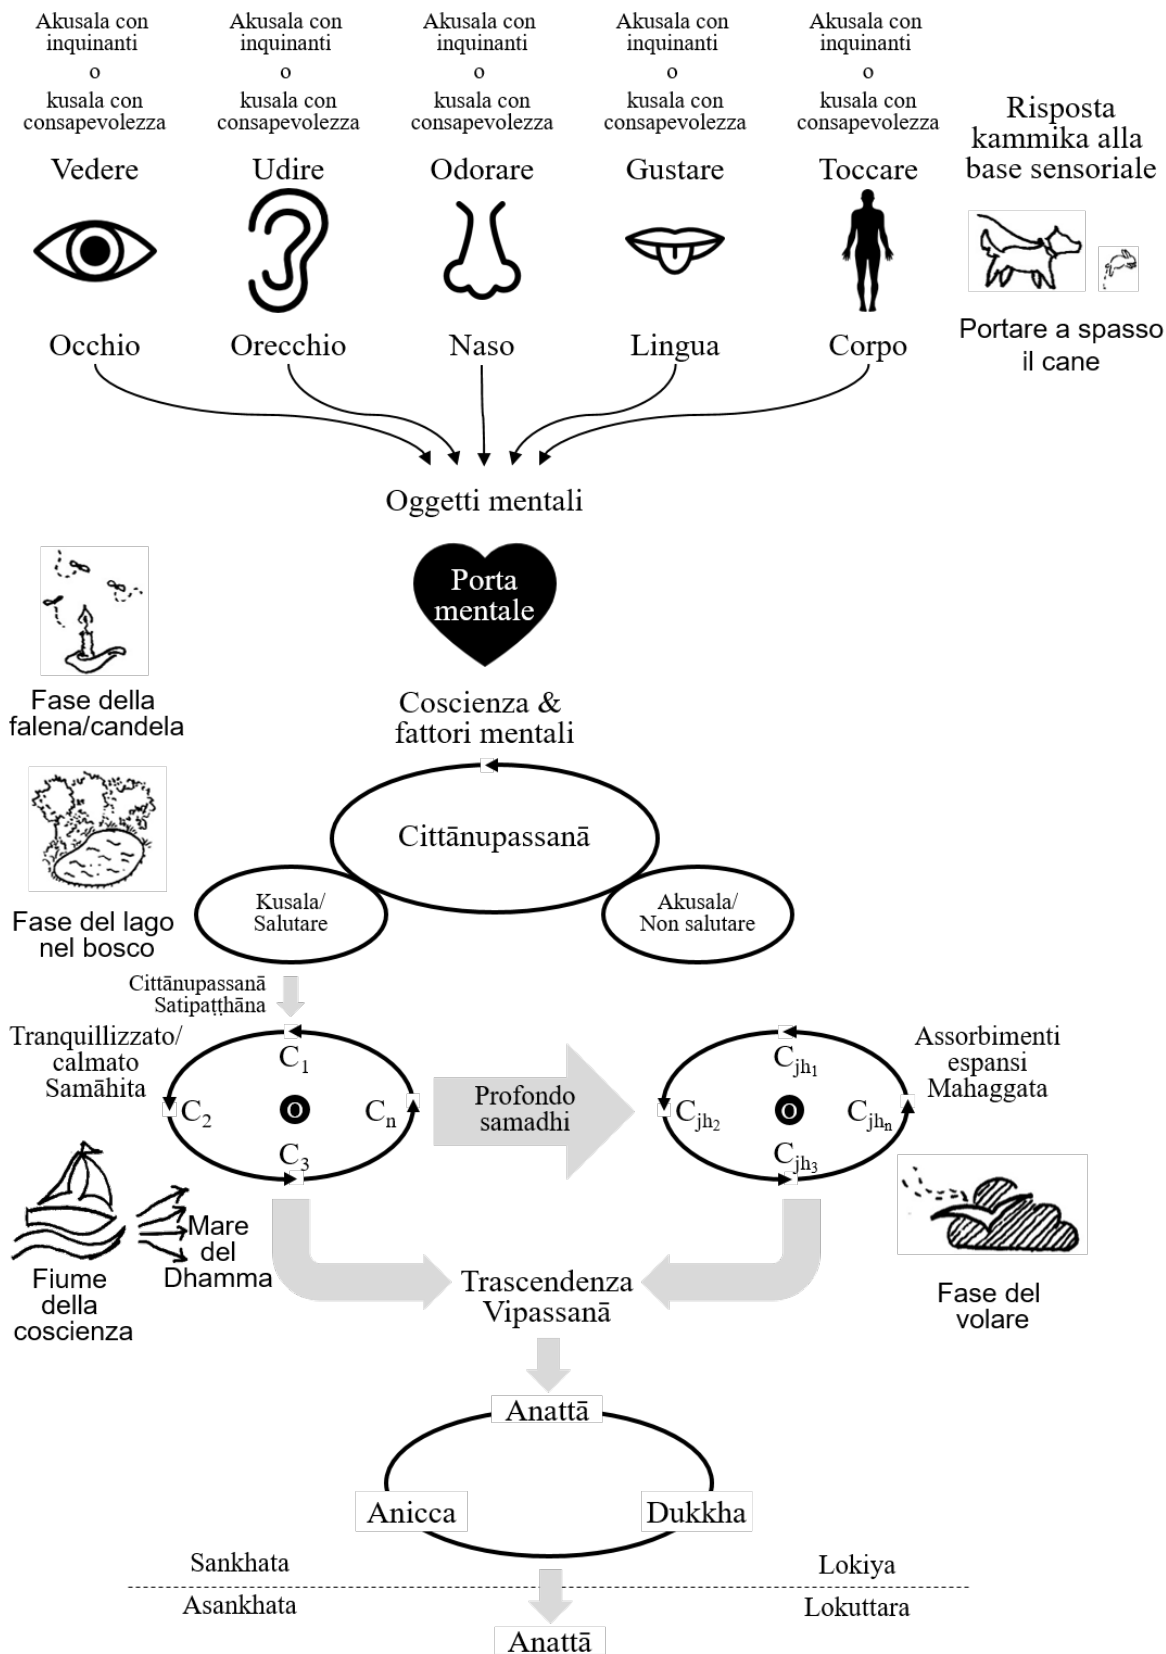 Akusala con
inquinanti
o
kusala con
consapevolezza
Vedere
Occhio
Akusala con
inquinanti
o
kusala con
consapevolezza
Udire
Orecchio
Akusala con
inquinanti
o
kusala con
consapevolezza
Odorare
Naso
Akusala con
inquinanti
o
kusala con
consapevolezza
Gustare
Lingua
Akusala con
inquinanti
o
kusala con
consapevolezza
Toccare
Corpo
Risposta
kammika alla
base sensoriale
Portare a spasso
il cane
Oggetti mentali
Porta
mentale
Fase della
falena/candela
Coscienza &
fattori mentali
Cittānupassanā
Fase del lago
nel bosco
Kusala/
Salutare
Akusala/
Non salutare
Cittānupassanā
Satipaṭṭhāna
Tranquillizzato/
calmato
Samāhita
C1
C2
O
Cn
C3
Profondo
samadhi
Cjh1
Cjh2
O
Cjhn
Cjh3
Assorbimenti
espansi
Mahaggata
Mare
del
Dhamma
Fiume
della
coscienza
Trascendenza
Vipassanā
Fase del
volare
Anattā
Anicca
Dukkha
Sankhata
Lokiya
Asankhata
Lokuttara
Anattā